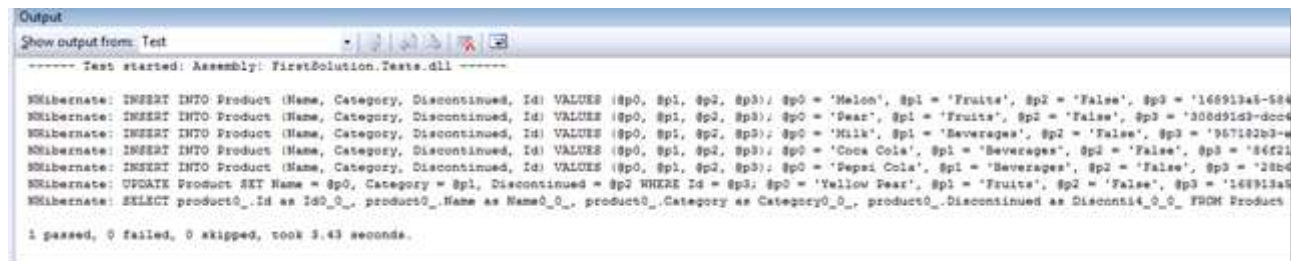 Output
Show output from: Test
------ Test started: Assembly: FirstSolution.Tests.dll ------
NHibernate: INSERT INTO Product (Name, Category, Discontinued, Id) VALUES (@p0, @p1, @p2, @p3); @p0 = 'Melon', @p1 = 'Fruits', @p2 = 'False', @p3 = '168913a5-584
NHibernate: INSERT INTO Product (Name, Category, Discontinued, Id) VALUES (@p0, @p1, @p2, @p3); @p0 = 'Pear', @p1 = 'Fruits', @p2 = 'False', @p3 = '308d91d3-dcc4
NHibernate: INSERT INTO Product (Name, Category, Discontinued, Id) VALUES (@p0, @p1, @p2, @p3); @p0 = 'Milk', @p1 = 'Beverages', @p2 = 'False', @p3 = '967182b3-e
NHibernate: INSERT INTO Product (Name, Category, Discontinued, Id) VALUES (@p0, @p1, @p2, @p3); @p0 = 'Coca Cola', @p1 = 'Beverages', @p2 = 'False', @p3 = '86f21
NHibernate: INSERT INTO Product (Name, Category, Discontinued, Id) VALUES (@p0, @p1, @p2, @p3); @p0 = 'Pepsi Cola', @p1 = 'Beverages', @p2 = 'False', @p3 = '28b6
NHibernate: UPDATE Product SET Name = @p0, Category = @p1, Discontinued = @p2 WHERE Id = @p3; @p0 = 'Yellow Pear', @p1 = 'Fruits', @p2 = 'False', @p3 = '168913a5
NHibernate: SELECT product0_.Id as Id0_0_, product0_.Name as Name0_0_, product0_.Category as Category0_0_, product0_.Discontinued as Disconti4_0_0_ FROM Product
1 passed, 0 failed, 0 skipped, took 3.43 seconds.